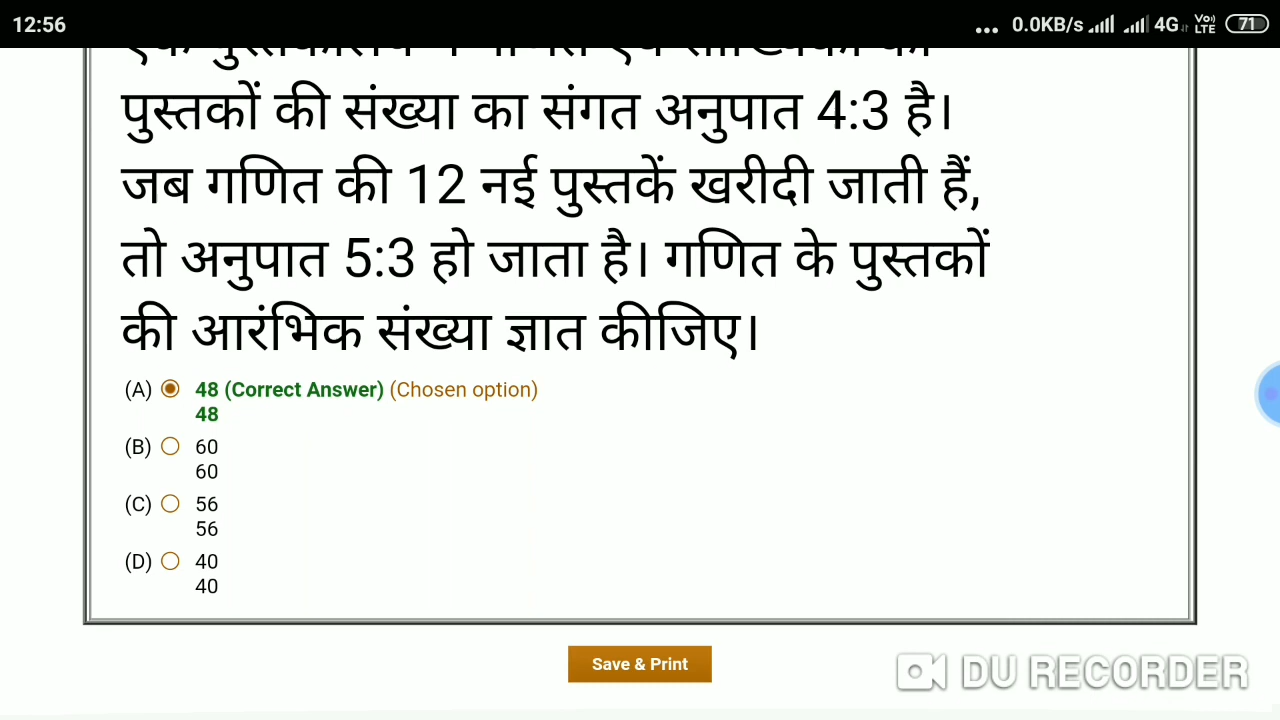 12:56
... 0.0KB/s 4G VoLTE 71
पुस्तकों की संख्या का संगत अनुपात 4:3 है।
जब गणित की 12 नई पुस्तकें खरीदी जाती हैं,
तो अनुपात 5:3 हो जाता है। गणित के पुस्तकों
की आरंभिक संख्या ज्ञात कीजिए।
(A) 48 (Correct Answer) (Chosen option)
48
(B) 60
60
(C) 56
56
(D) 40
40
Save & Print
DU RECORDER